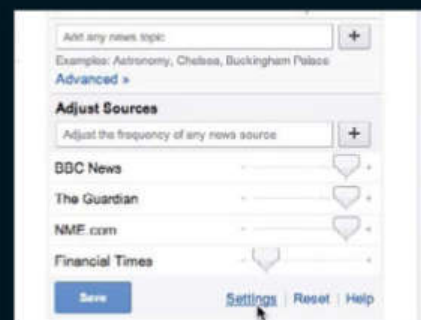 Add any news topic +
Examples: Astronomy, Chelsea, Buckingham Palace
Advanced »
Adjust Sources
Adjust the frequency of any news source +
BBC News - +
The Guardian - +
NME.com - +
Financial Times - +
Save Settings | Reset | Help